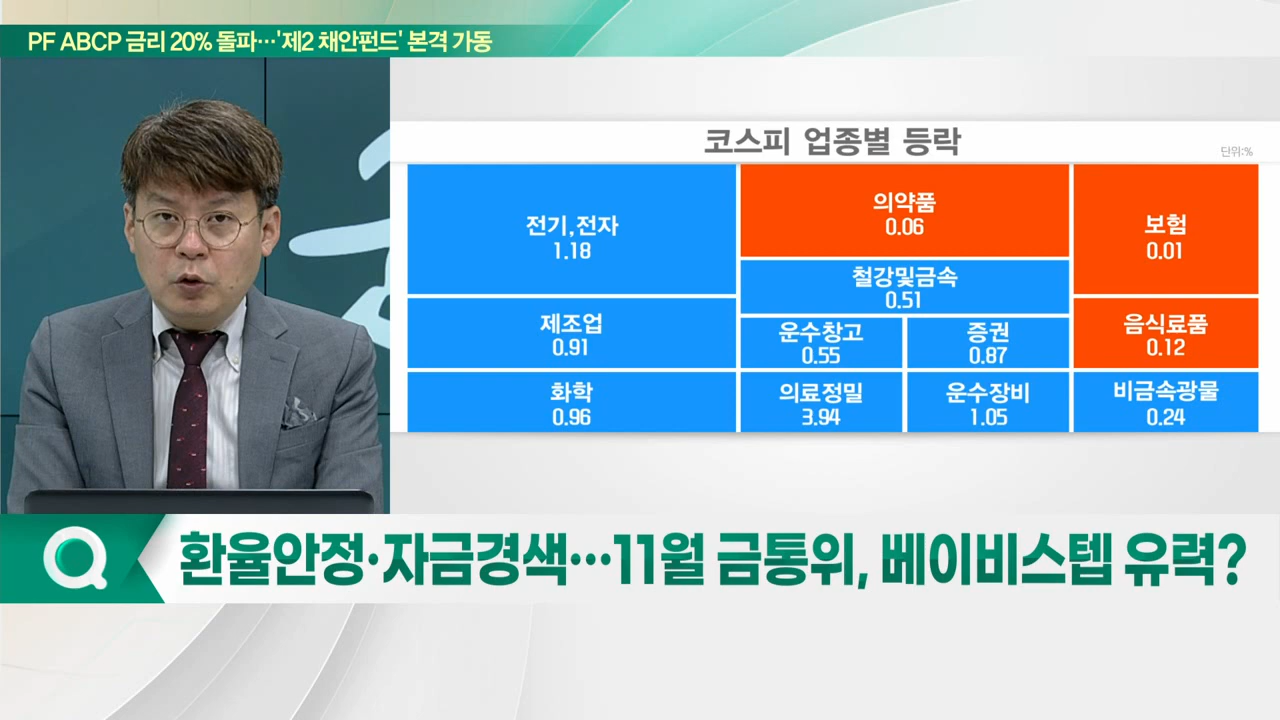 PF ABCP 금리 20% 돌파…'제2 채안펀드' 본격 가동
코스피 업종별 등락
단위:%
전기,전자
1.18
제조업
0.91
화학
0.96
의약품
0.06
철강및금속
0.51
운수창고
0.55
증권
0.87
의료정밀
3.94
운수장비
1.05
보험
0.01
음식료품
0.12
비금속광물
0.24
환율안정·자금경색…11월 금통위, 베이비스텝 유력?